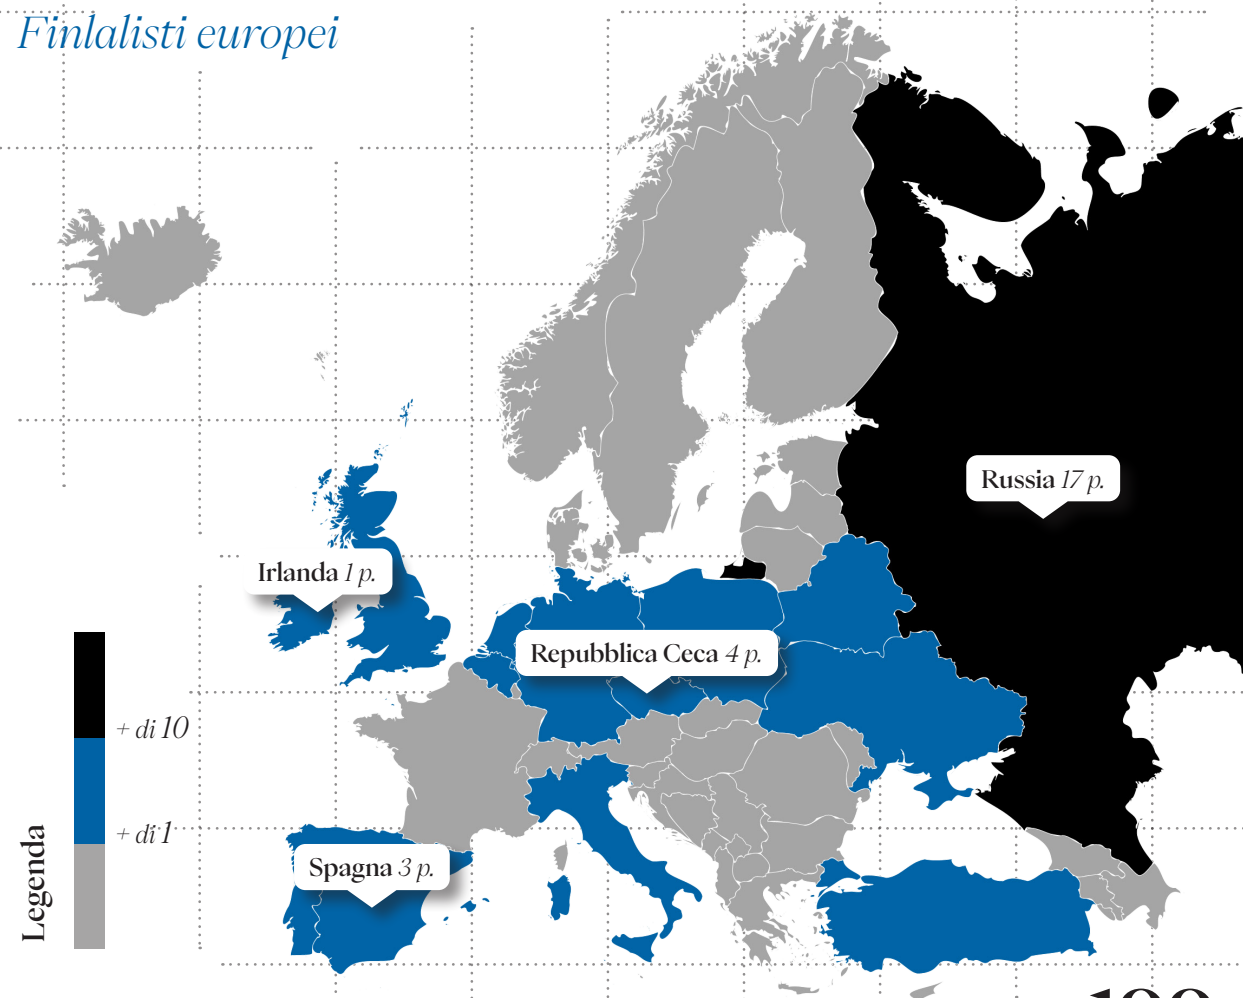 Finlalisti europei
Russia 17 p.
Irlanda 1 p.
Repubblica Ceca 4 p.
+ di 10
+ di 1
Spagna 3 p.
Legenda